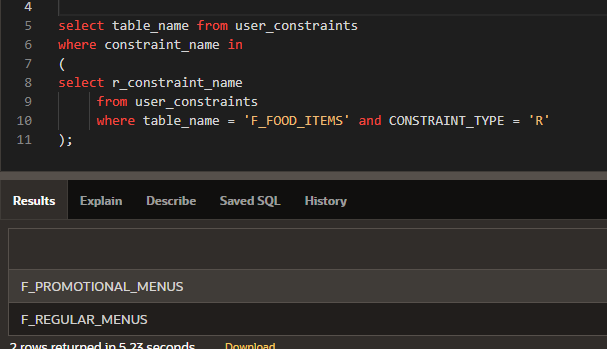 4
5 select table_name from user_constraints
6 where constraint_name in
7 (
8 select r_constraint_name
9 from user_constraints
10 where table_name = 'F_FOOD_ITEMS' and CONSTRAINT_TYPE = 'R'
11 );
Results Explain Describe Saved SQL History
F_PROMOTIONAL_MENUS
F_REGULAR_MENUS
2 rows returned in 5.23 seconds Download